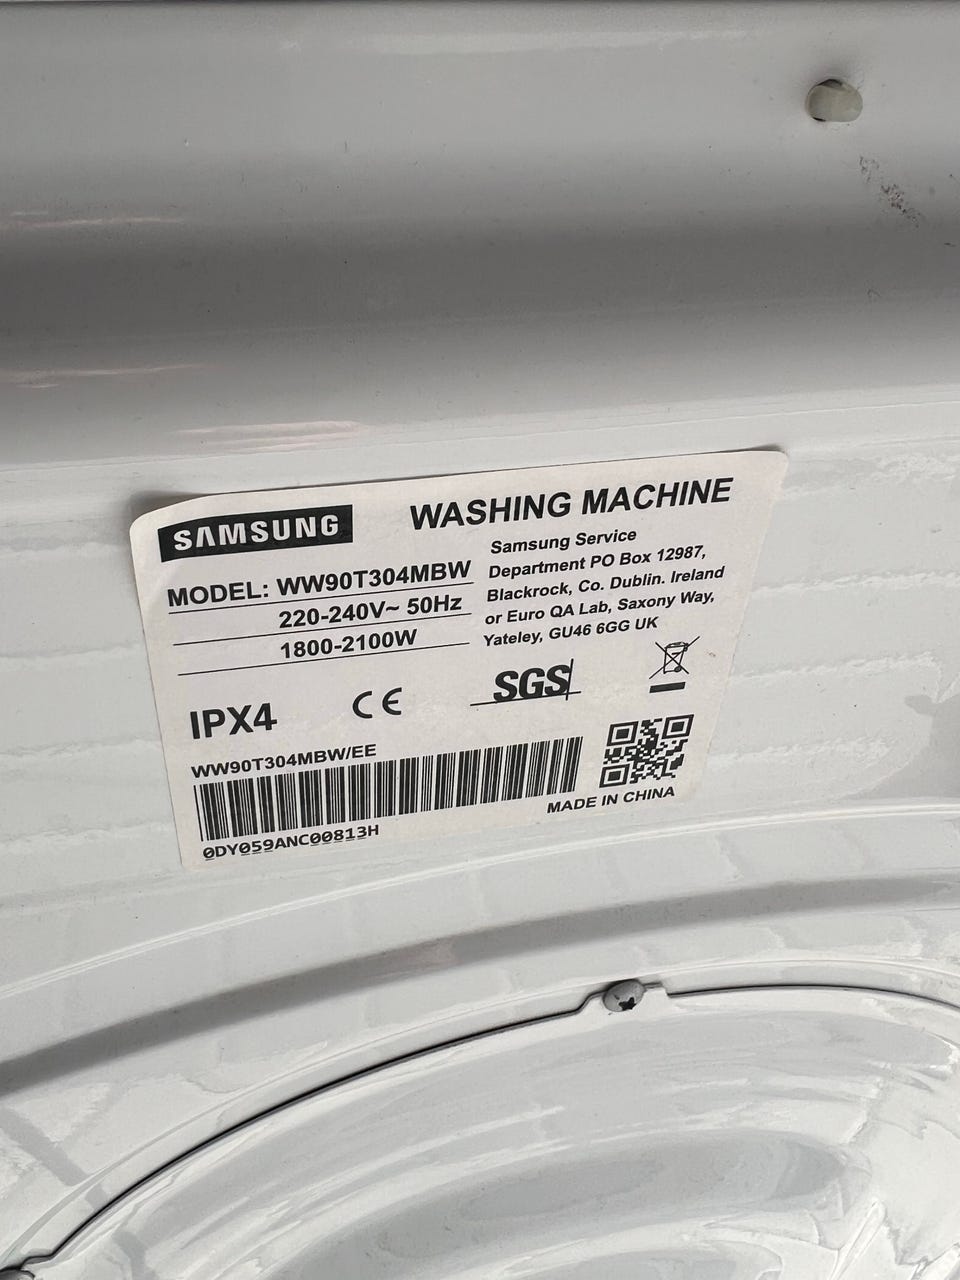 SAMSUNG
WASHING MACHINE
MODEL: WW90T304MBW
220-240V~ 50Hz
1800-2100W
Samsung Service
Department PO Box 12987,
Blackrock, Co. Dublin. Ireland
or Euro QA Lab, Saxony Way,
Yateley, GU46 6GG UK
IPX4
CE
SGS
WW90T304MBW/EE
0DY059ANC00813H
MADE IN CHINA